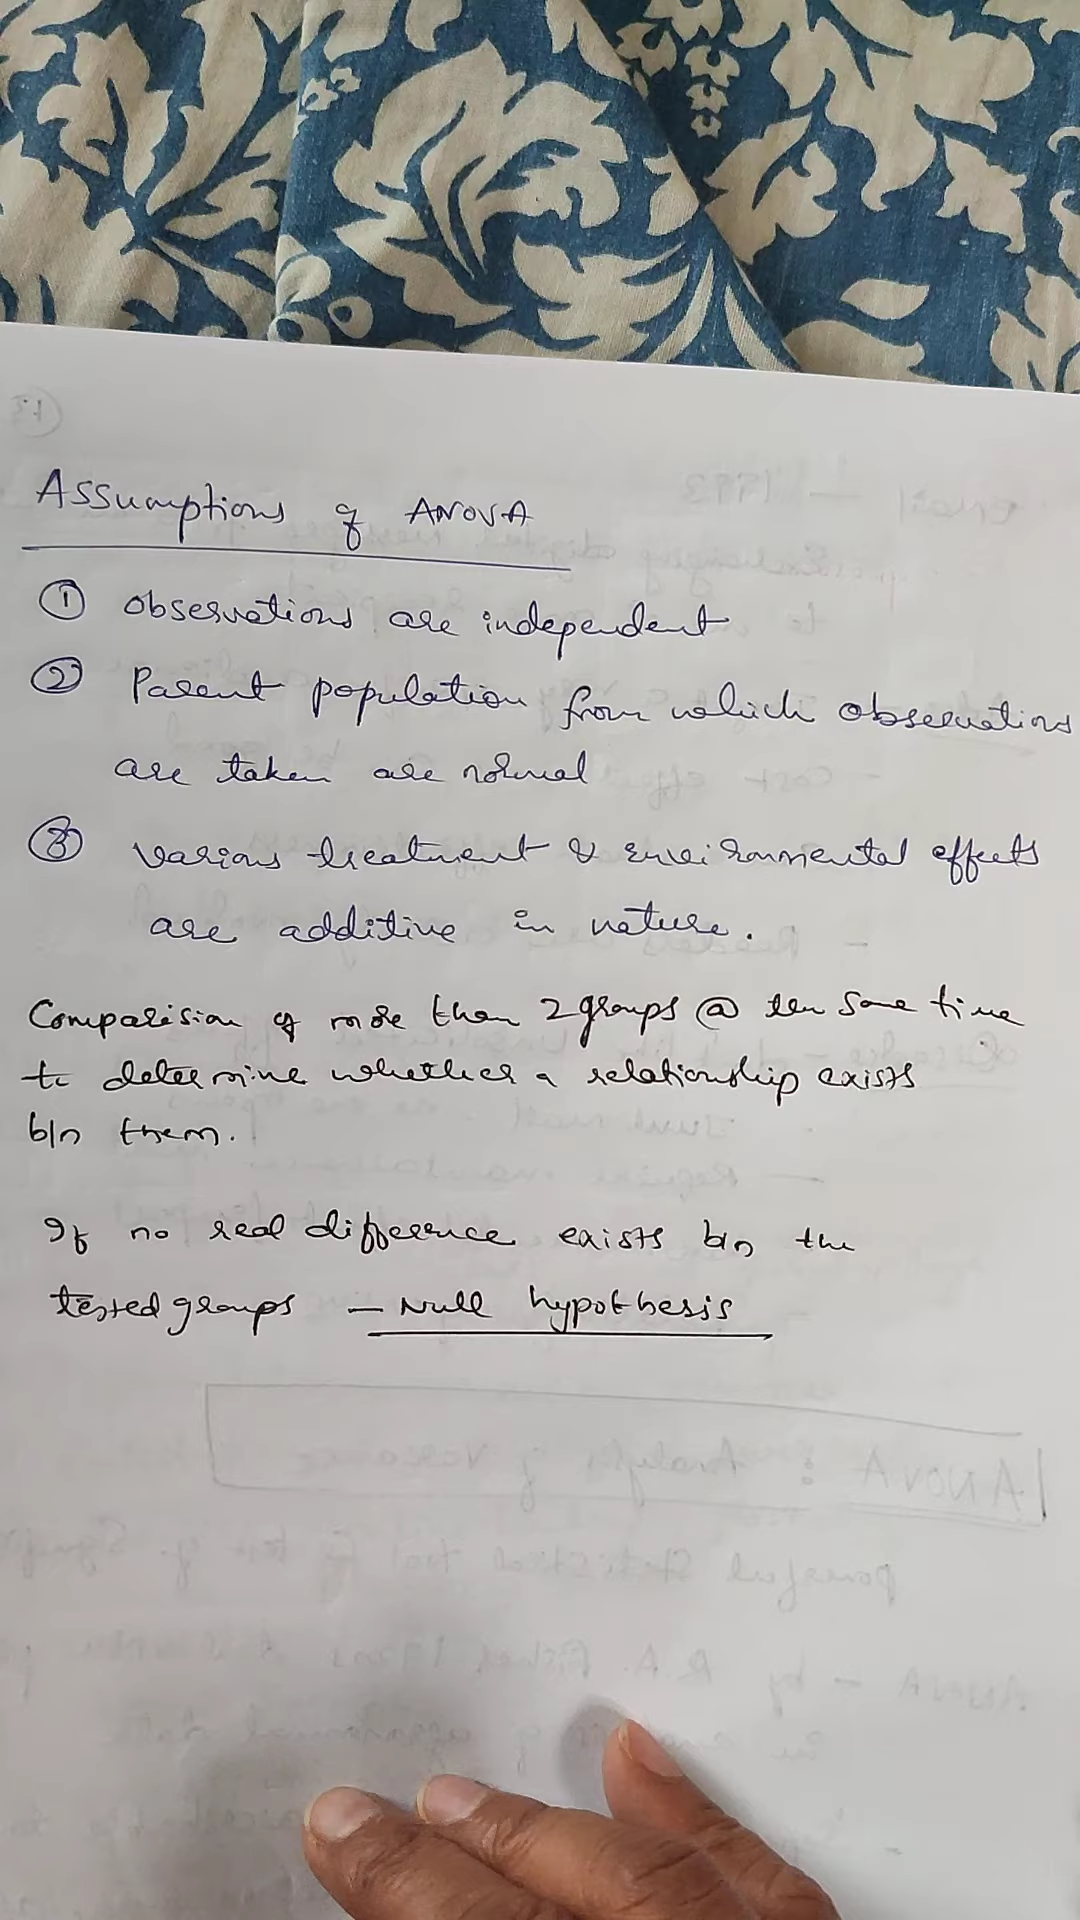 Assumptions of ANOVA
① Observations are independent
② Parent population from which observations
are taken are normal
③ Various treatment & environmental effects
are additive in nature.
Comparision of more than 2 groups @ the same time
to determine whether a relationship exists
b/n them.
If no real difference exists b/n the
tested groups — Null hypothesis